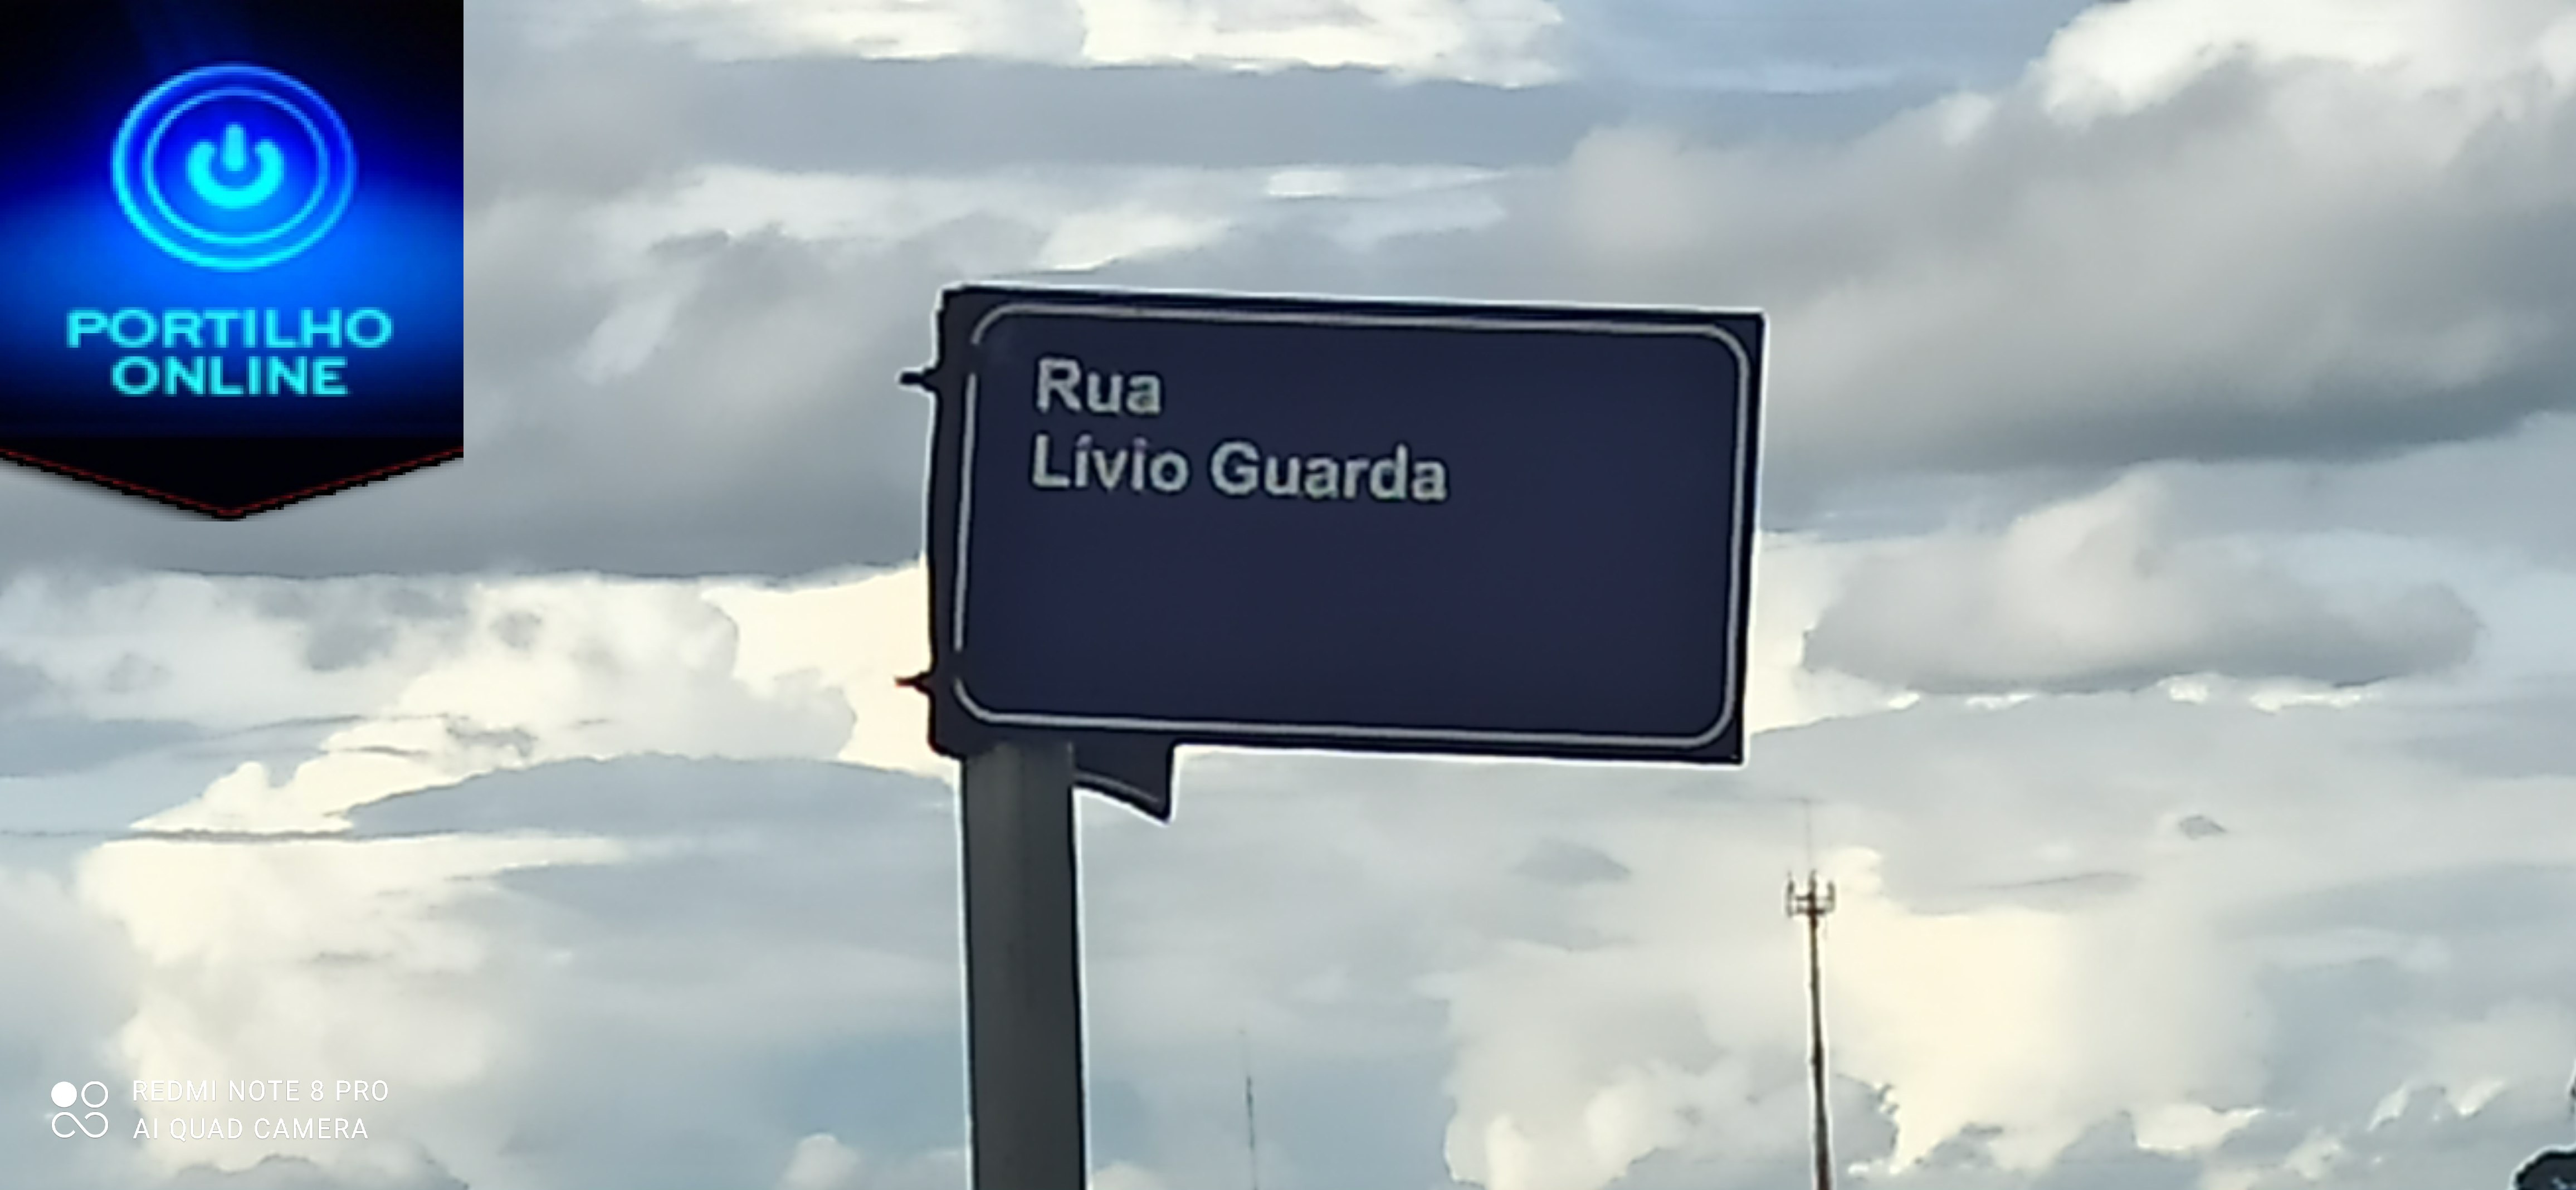 PORTILHO
ONLINE
Rua
Lívio Guarda
REDMI NOTE 8 PRO
AI QUAD CAMERA